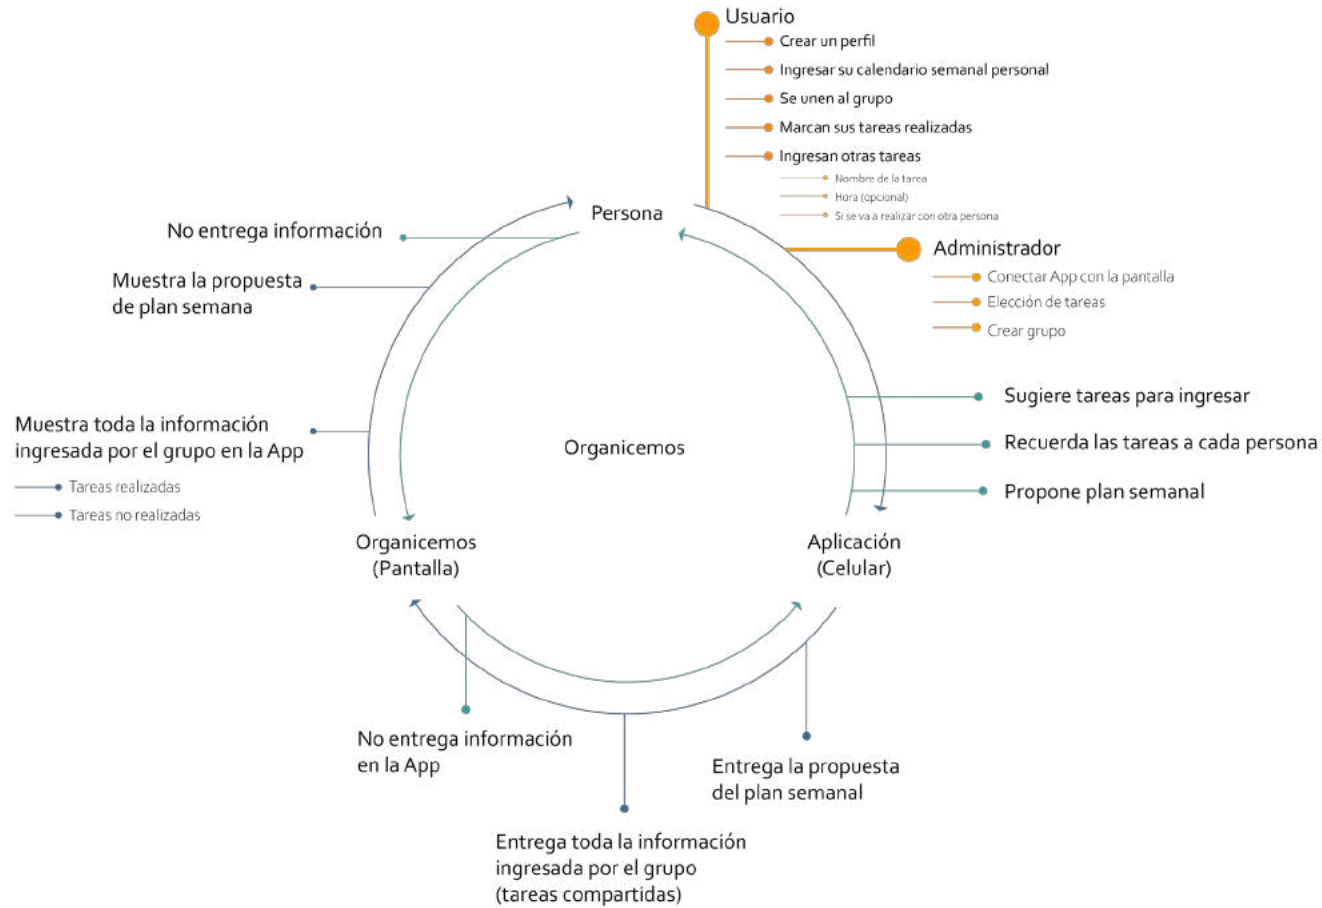 Usuario
Crear un perfil
Ingresar su calendario semanal personal
Se unen al grupo
Marcan sus tareas realizadas
Ingresan otras tareas
Nombre de la tarea
Hora (opcional)
Si se va a realizar con otra persona
Persona
No entrega información
Administrador
Conectar App con la pantalla
Elección de tareas
Crear grupo
Muestra la propuesta
de plan semana
Sugiere tareas para ingresar
Recuerda las tareas a cada persona
Propone plan semanal
Muestra toda la información
ingresada por el grupo en la App
Tareas realizadas
Tareas no realizadas
Organicemos
Organicemos
(Pantalla)
Aplicación
(Celular)
No entrega información
en la App
Entrega la propuesta
del plan semanal
Entrega toda la información
ingresada por el grupo
(tareas compartidas)